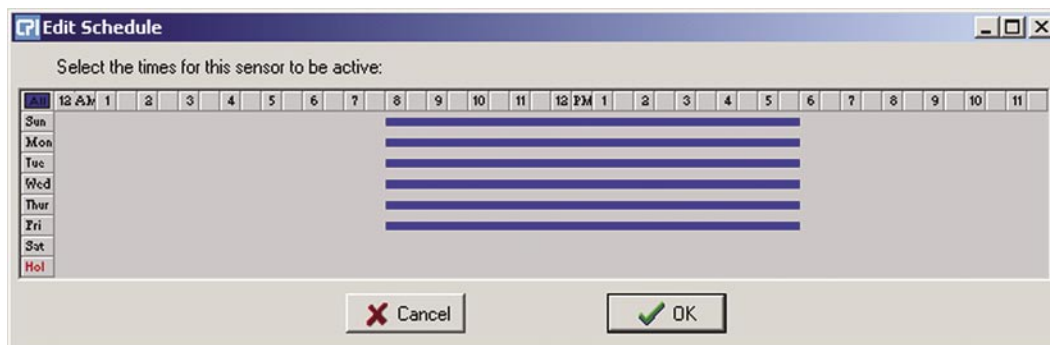 CPI Edit Schedule
Select the times for this sensor to be active:
All 12 AM 1 2 3 4 5 6 7 8 9 10 11 12 PM 1 2 3 4 5 6 7 8 9 10 11
Sun
Mon
Tue
Wed
Thur
Fri
Sat
Hol
Cancel OK